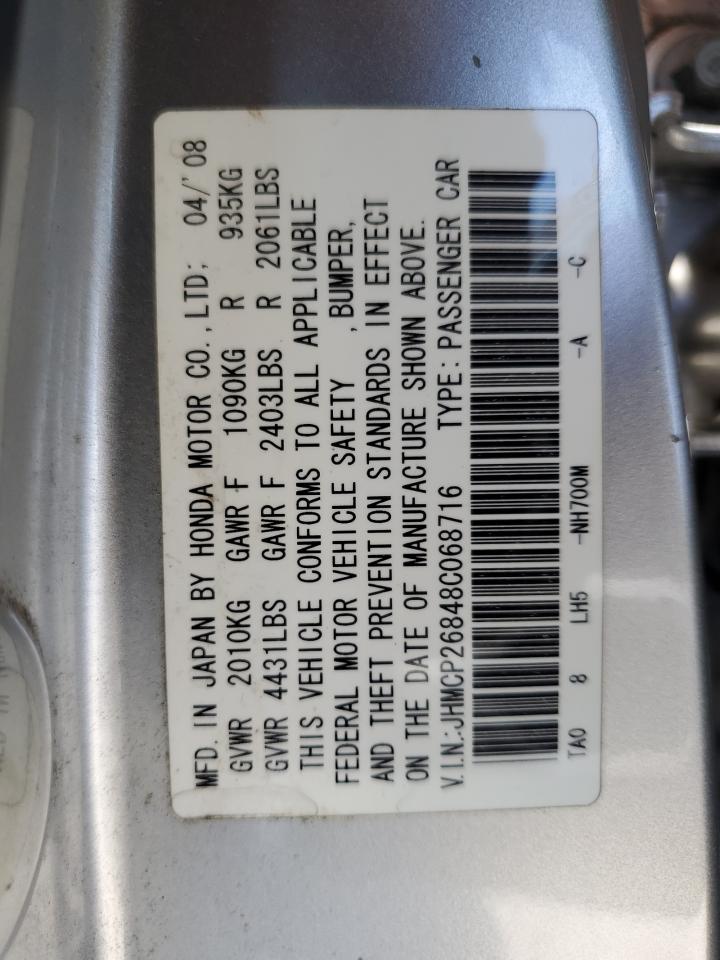 MFD. IN JAPAN BY HONDA MOTOR CO., LTD; 04/'08
GVWR 2010KG GAWR F 1090KG R 935KG
GVWR 4431LBS GAWR F 2403LBS R 2061LBS
THIS VEHICLE CONFORMS TO ALL APPLICABLE
FEDERAL MOTOR VEHICLE SAFETY , BUMPER,
AND THEFT PREVENTION STANDARDS IN EFFECT
ON THE DATE OF MANUFACTURE SHOWN ABOVE.
V.I.N:JHMCP26848C068716 TYPE: PASSENGER CAR
TA0 8 LH5 -NH700M -A -C